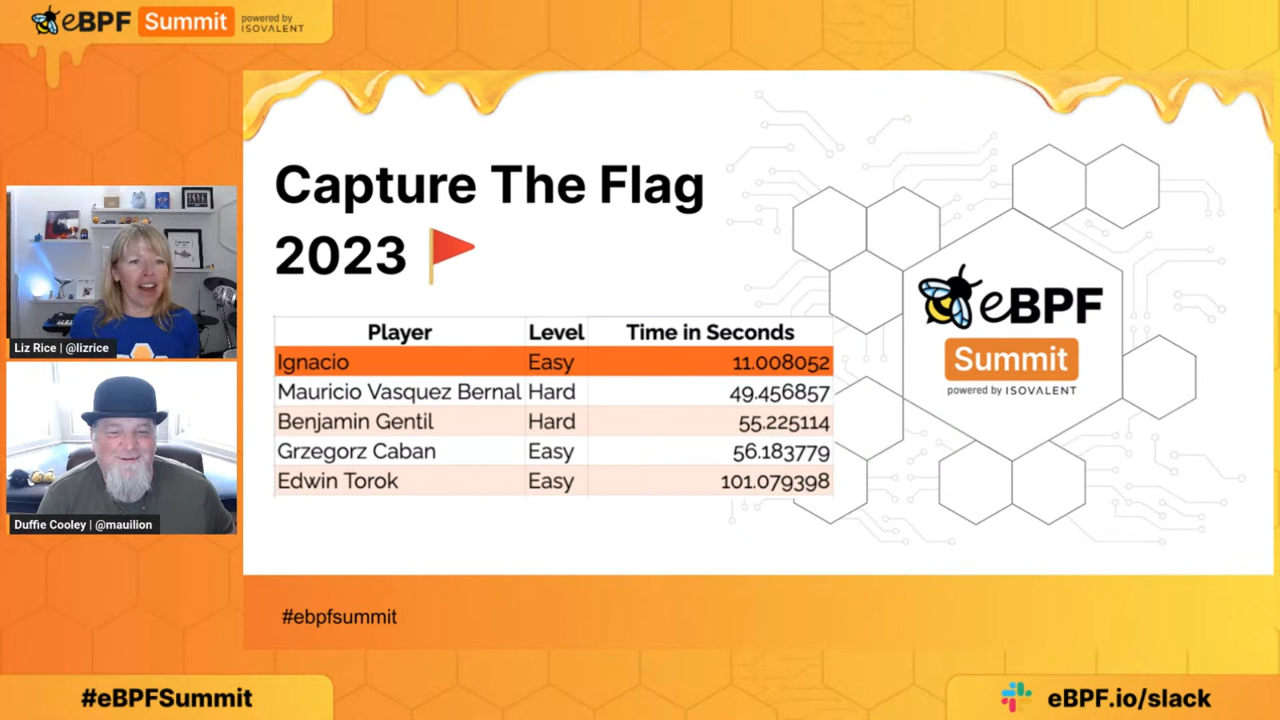 eBPF Summit powered by ISOVALENT
Capture The Flag
2023
Player Level Time in Seconds
Ignacio Easy 11.008052
Mauricio Vasquez Bernal Hard 49.456857
Benjamin Gentil Hard 55.225114
Grzegorz Caban Easy 56.183779
Edwin Torok Easy 101.079398
eBPF
Summit
powered by ISOVALENT
Liz Rice | @lizrice
Duffie Cooley | @mauilion
#ebpfsummit
#eBPFSummit
eBPF.io/slack